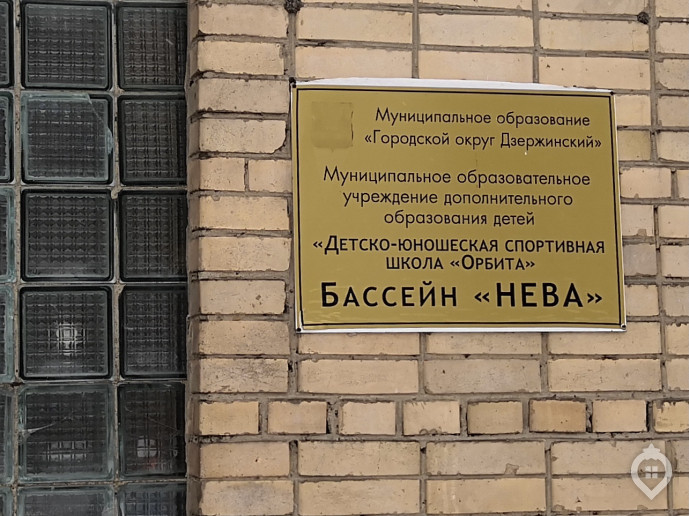 Муниципальное образование
«Городской округ Дзержинский»
Муниципальное образовательное
учреждение дополнительного
образования детей
«Детско-юношеская спортивная
школа «Орбита»
Бассейн «НЕВА»